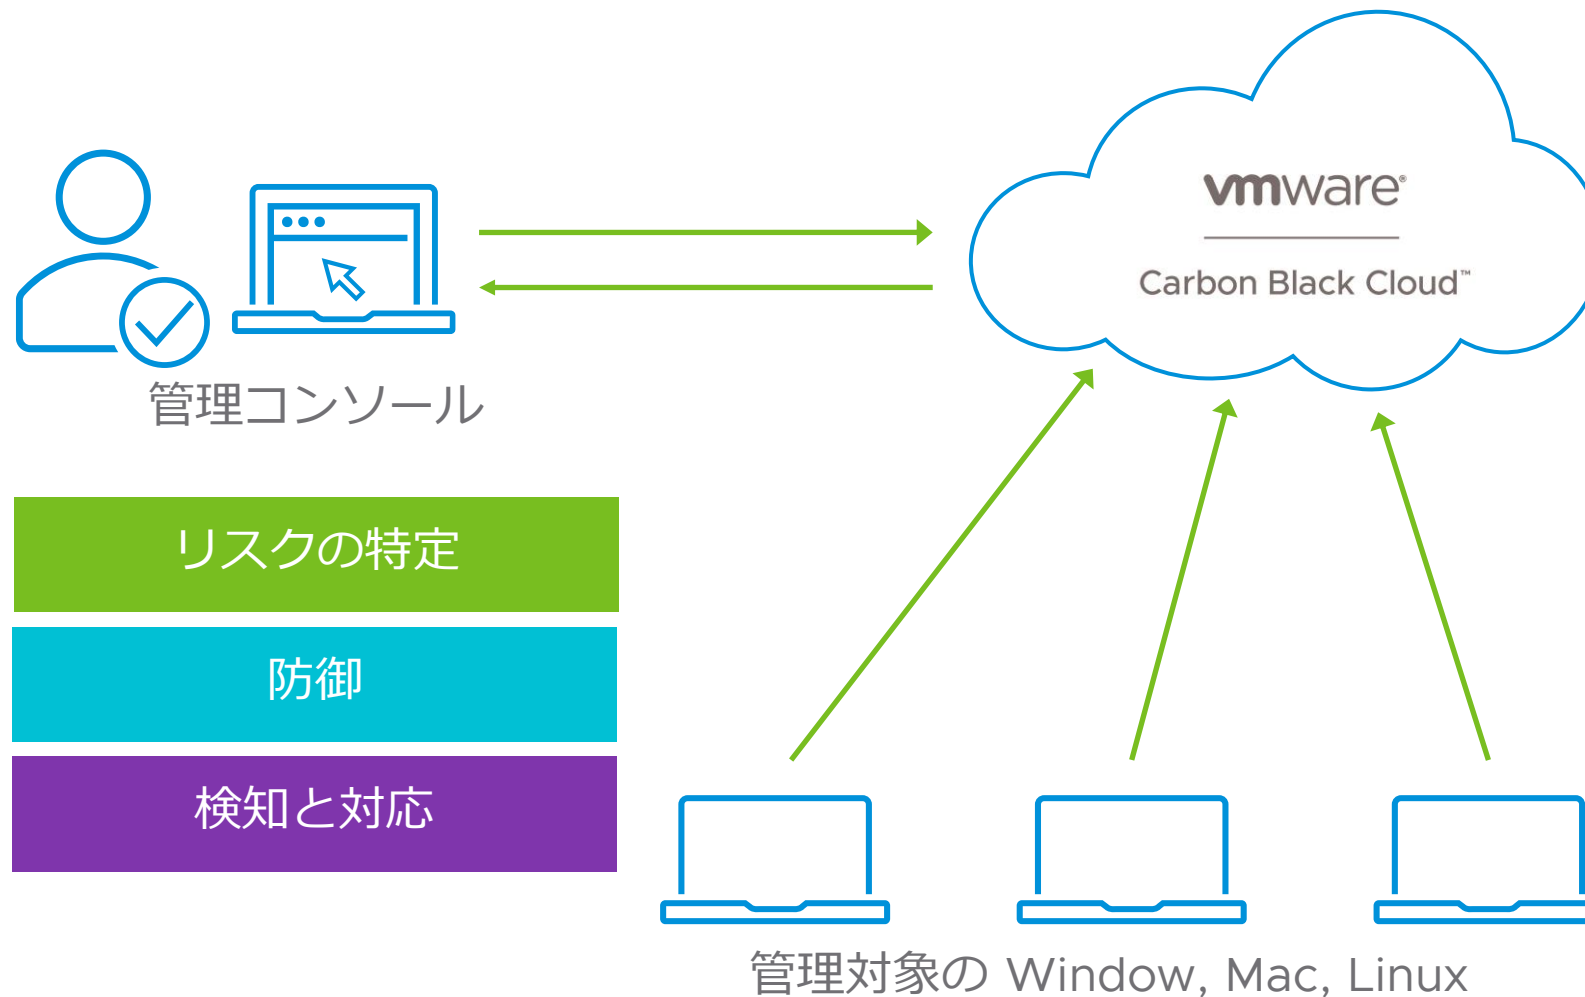 vmware®
Carbon Black Cloud™
管理コンソール
リスクの特定
防御
検知と対応
管理対象の Window, Mac, Linux